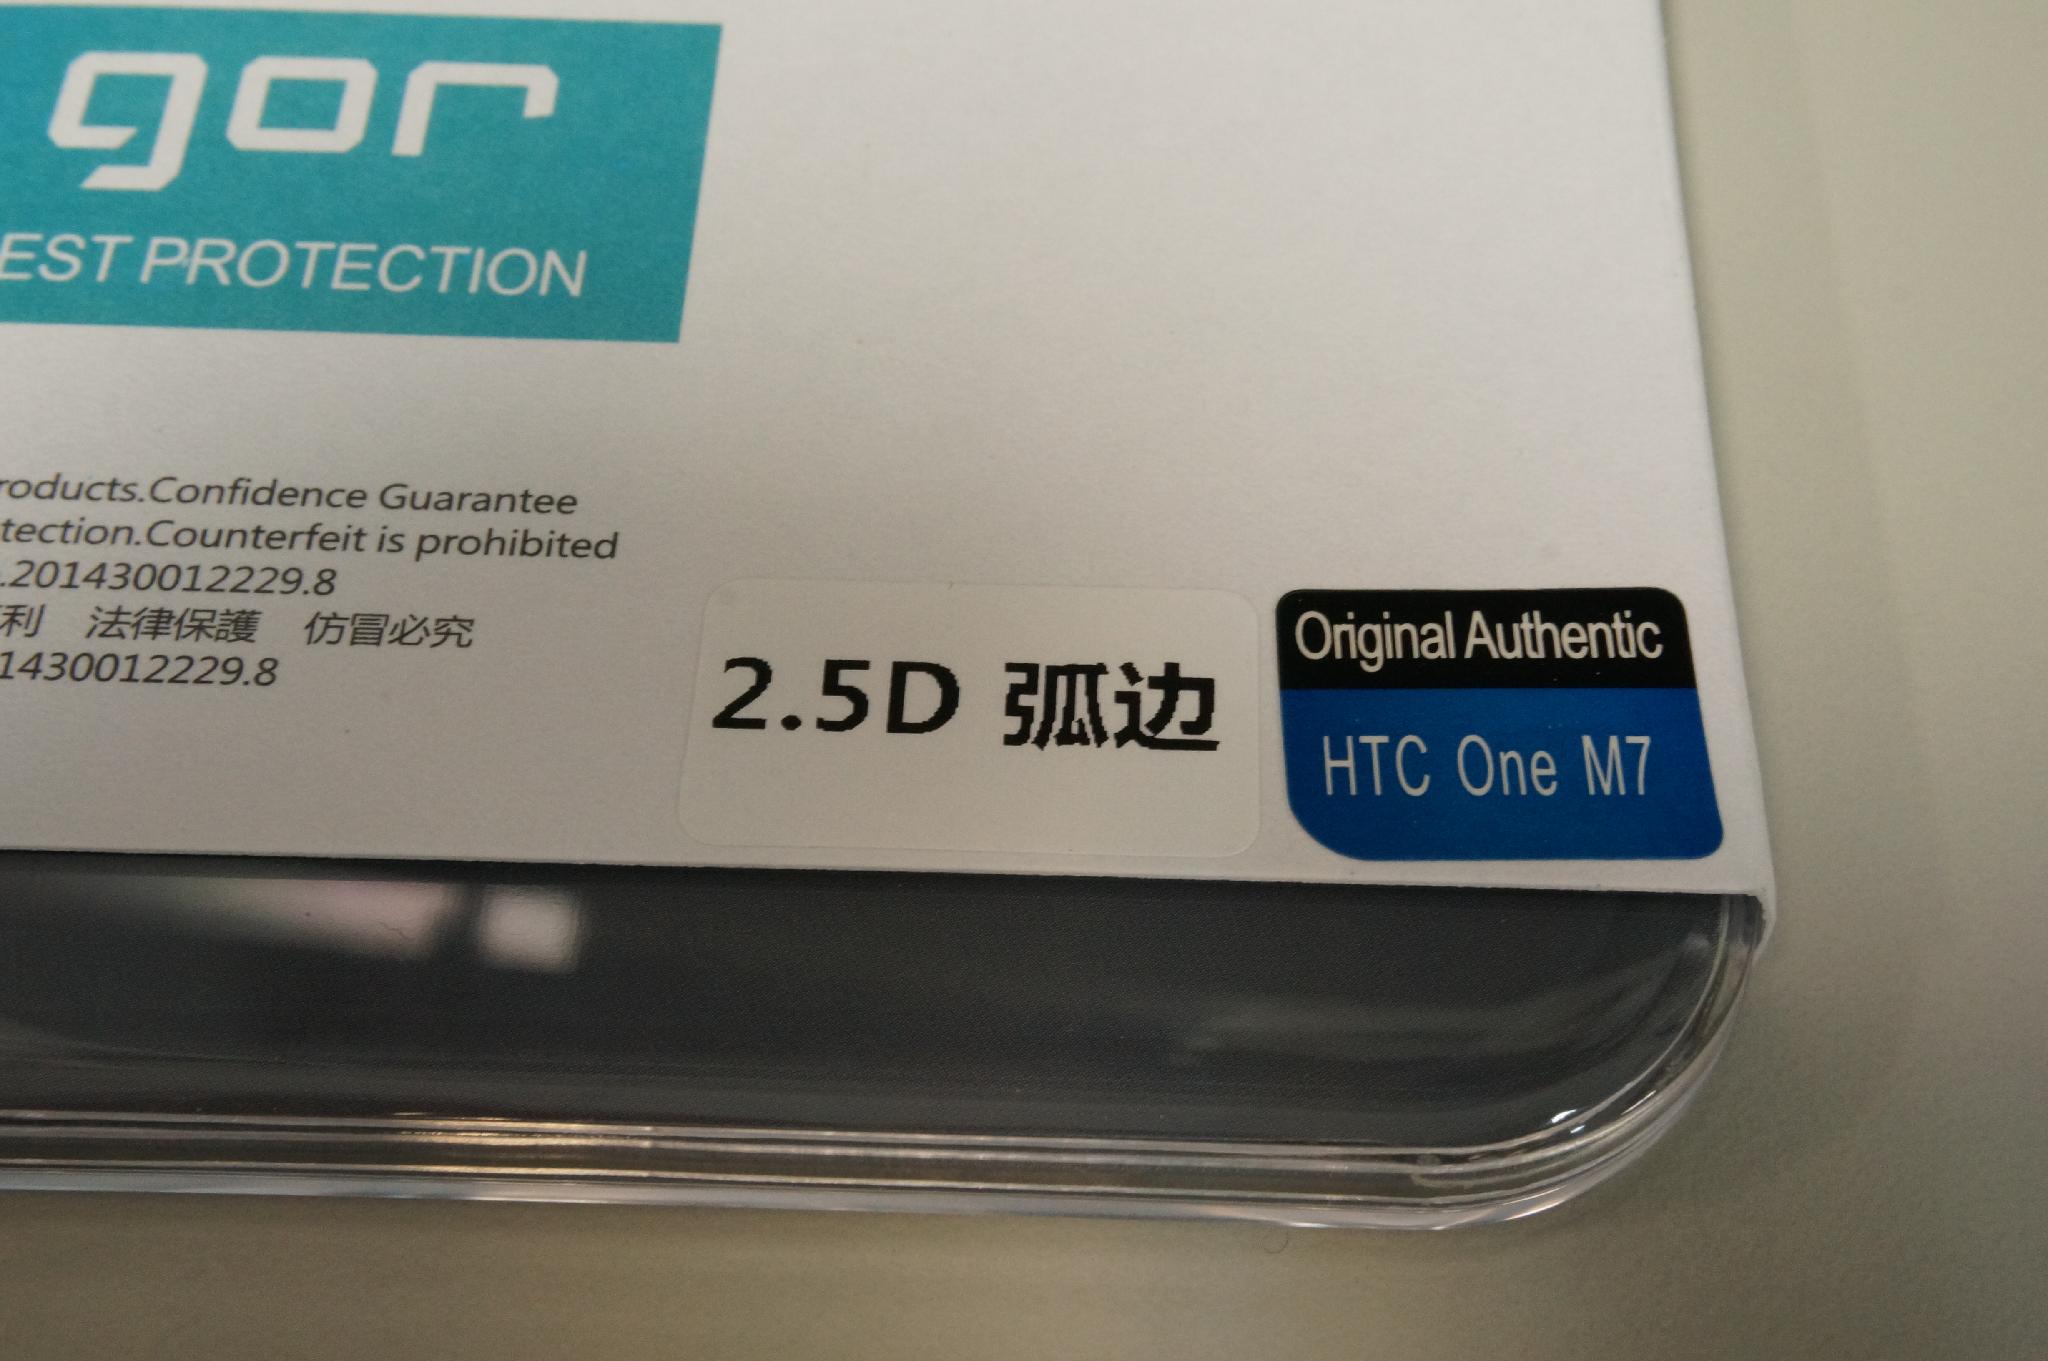 gor
EST PROTECTION
roducts.Confidence Guarantee
tection.Counterfeit is prohibited
.201430012229.8
利 法律保護 仿冒必究
1430012229.8
2.5D 弧边
Original Authentic
HTC One M7